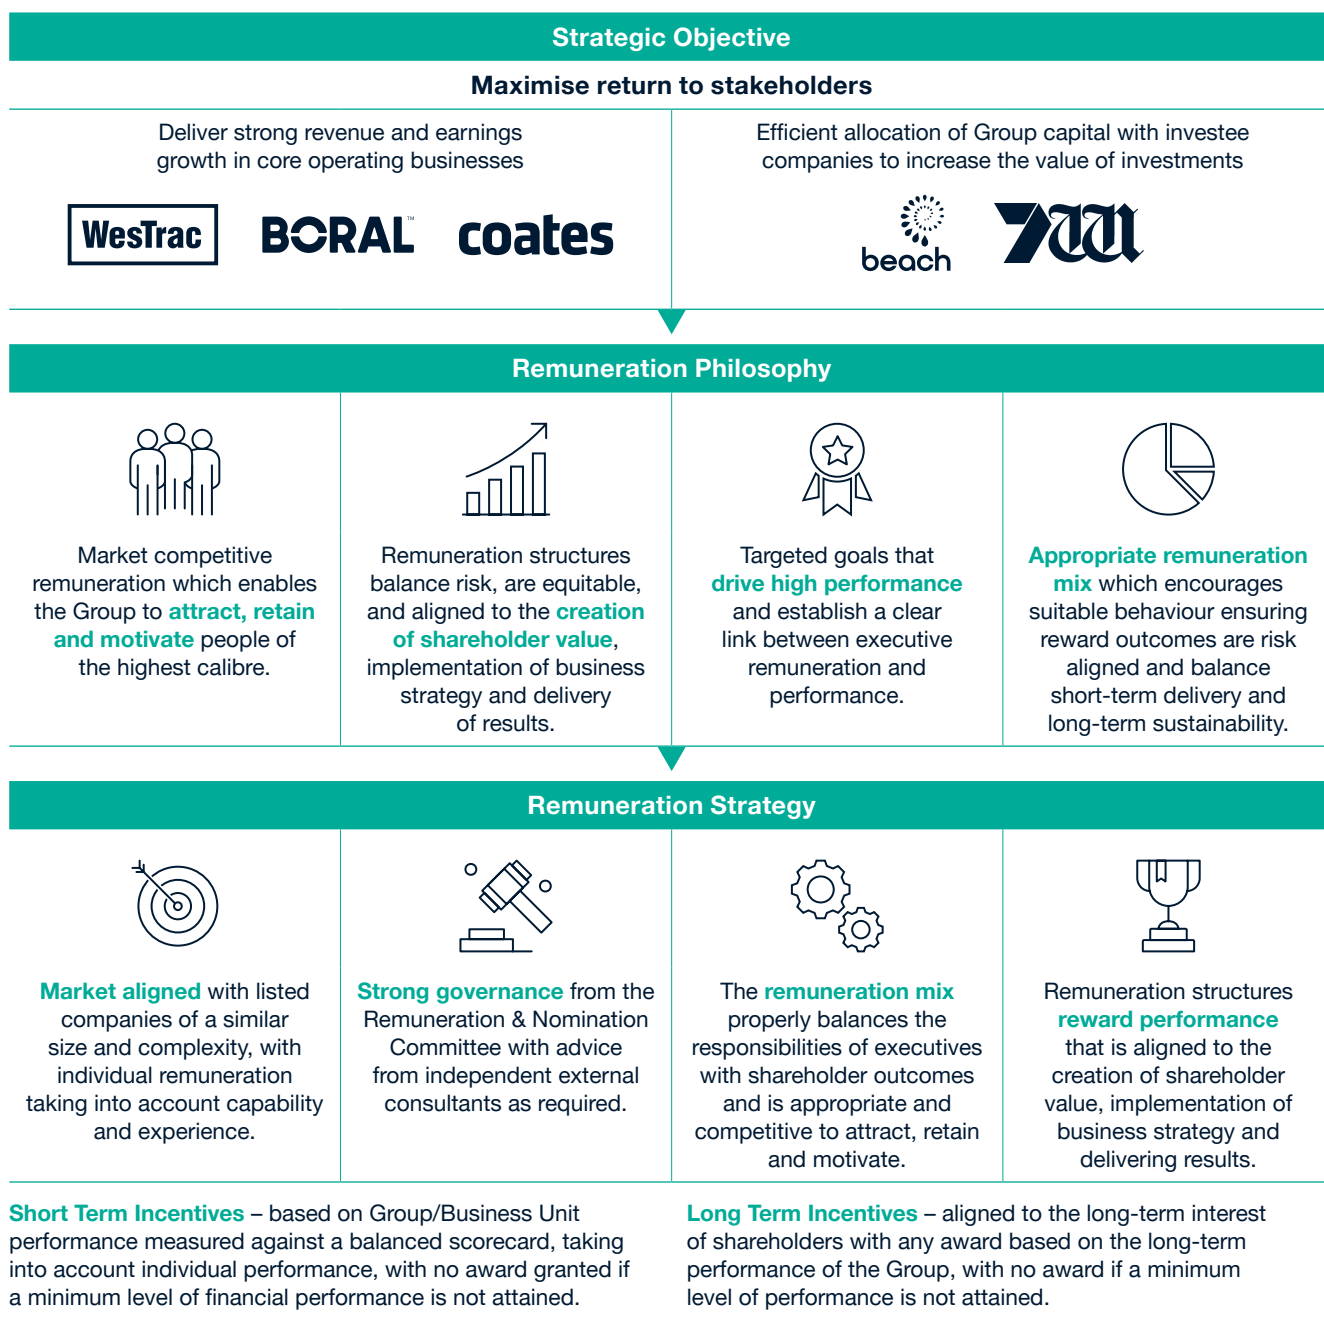 Strategic Objective
Maximise return to stakeholders
Deliver strong revenue and earnings
growth in core operating businesses
WesTrac
BORAL™
coates
Efficient allocation of Group capital with investee
companies to increase the value of investments
beach
7
Remuneration Philosophy
Market competitive
remuneration which enables
the Group to attract, retain
and motivate people of
the highest calibre.
Remuneration structures
balance risk, are equitable,
and aligned to the creation
of shareholder value,
implementation of business
strategy and delivery
of results.
Targeted goals that
drive high performance
and establish a clear
link between executive
remuneration and
performance.
Appropriate remuneration
mix which encourages
suitable behaviour ensuring
reward outcomes are risk
aligned and balance
short-term delivery and
long-term sustainability.
Remuneration Strategy
Market aligned with listed
companies of a similar
size and complexity, with
individual remuneration
taking into account capability
and experience.
Strong governance from the
Remuneration & Nomination
Committee with advice
from independent external
consultants as required.
The remuneration mix
properly balances the
responsibilities of executives
with shareholder outcomes
and is appropriate and
competitive to attract, retain
and motivate.
Remuneration structures
reward performance
that is aligned to the
creation of shareholder
value, implementation of
business strategy and
delivering results.
Short Term Incentives – based on Group/Business Unit
performance measured against a balanced scorecard, taking
into account individual performance, with no award granted if
a minimum level of financial performance is not attained.
Long Term Incentives – aligned to the long-term interest
of shareholders with any award based on the long-term
performance of the Group, with no award if a minimum
level of performance is not attained.